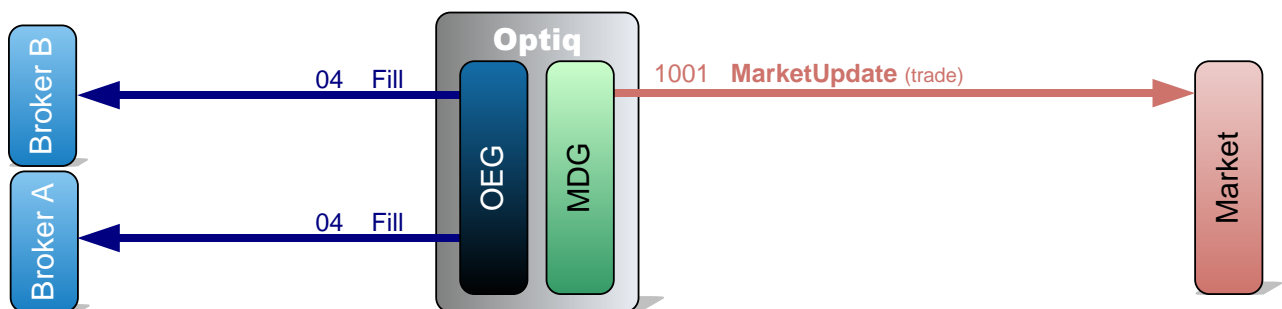 Optiq
Broker B
04 Fill
OEG
MDG
1001 MarketUpdate (trade)
Market
Broker A
04 Fill